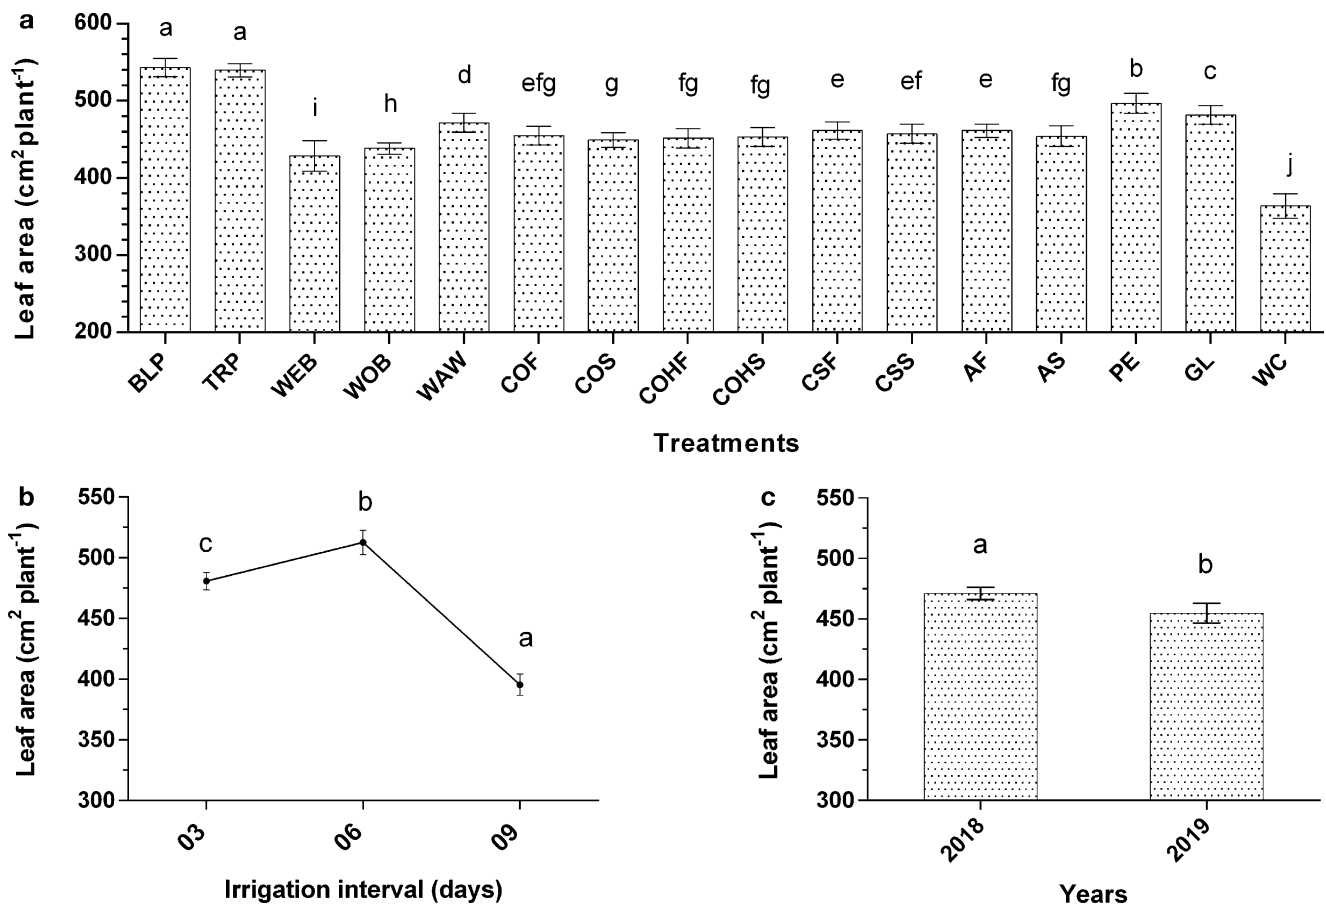 a
Leaf area (cm² plant⁻¹)
600
500
400
300
200
a a i h d efg g fg fg e ef e fg b c j
BLP TRP WEB WOB WAW COF COS COHF COHS CSF CSS AF AS PE GL WC
Treatments
b
Leaf area (cm² plant⁻¹)
550
500
450
400
350
300
c b a
03 06 09
Irrigation interval (days)
c
Leaf area (cm² plant⁻¹)
550
500
450
400
350
300
a b
2018 2019
Years